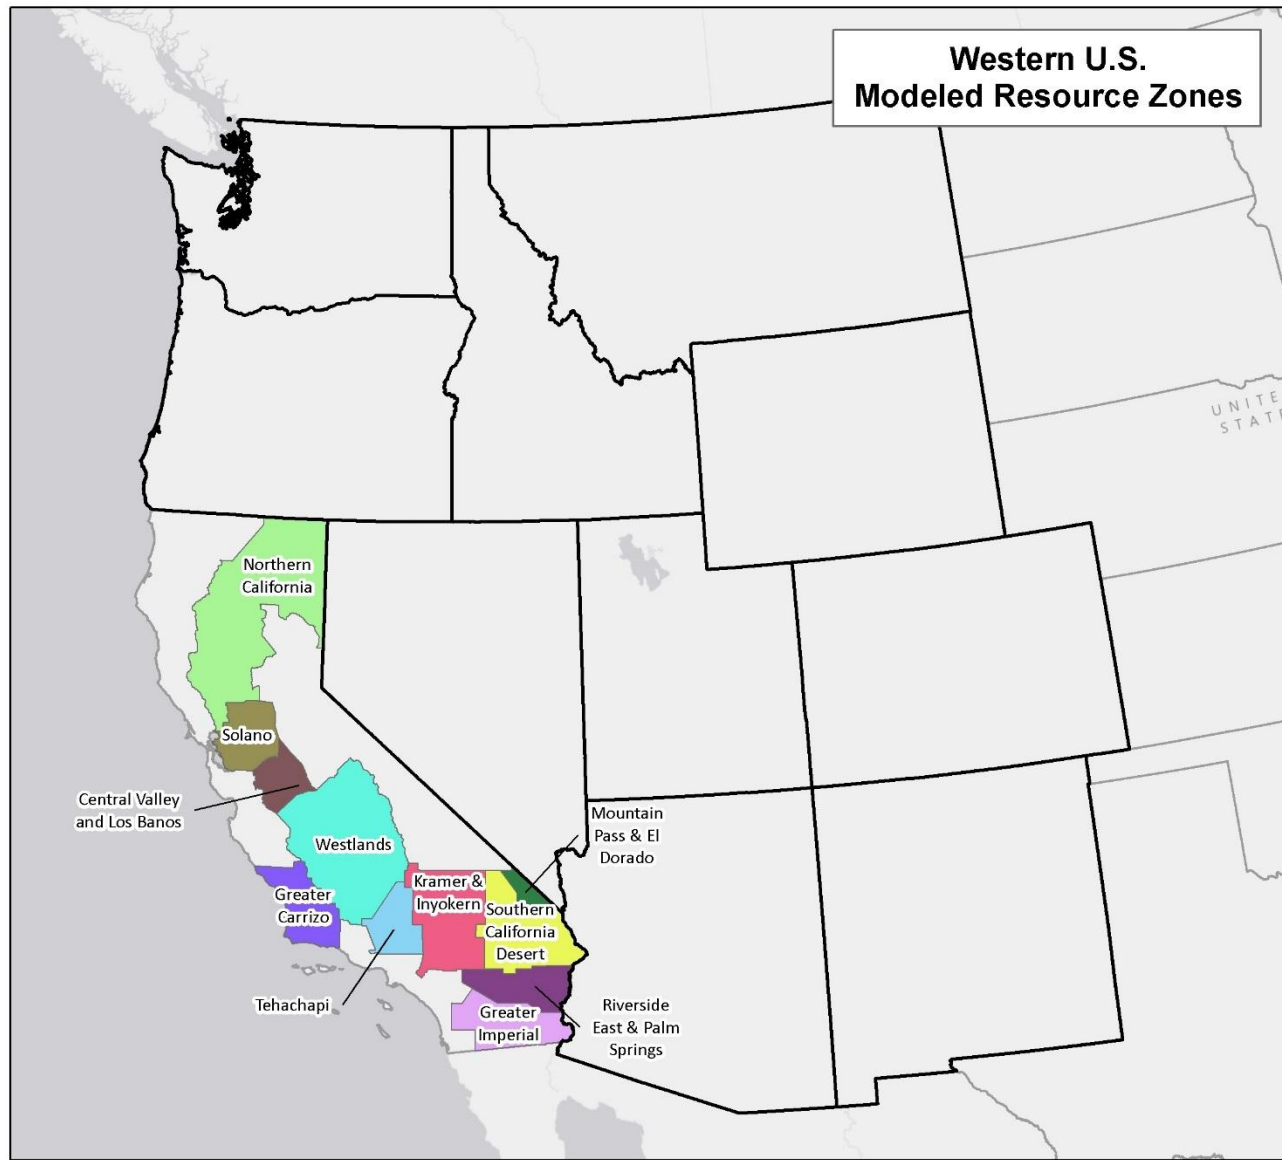 Western U.S.
Modeled Resource Zones
UNITE
STATE
Northern
California
Solano
Central Valley
and Los Banos
Westlands
Mountain
Pass & El
Dorado
Greater
Carrizo
Kramer &
Inyokern
Southern
California
Desert
Tehachapi
Greater
Imperial
Riverside
East & Palm
Springs